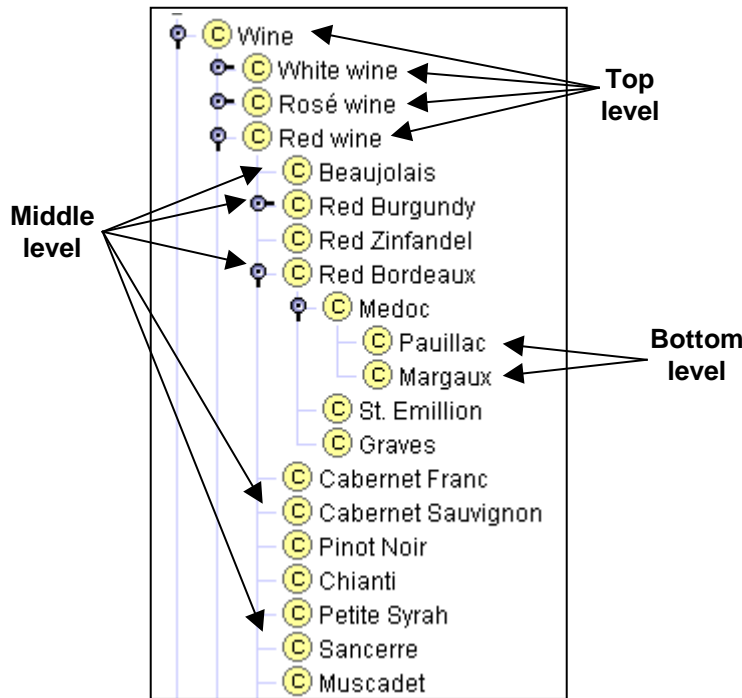 C Wine
C White wine
C Rosé wine
C Red wine
C Beaujolais
C Red Burgundy
C Red Zinfandel
C Red Bordeaux
C Medoc
C Pauillac
C Margaux
C St. Emillion
C Graves
C Cabernet Franc
C Cabernet Sauvignon
C Pinot Noir
C Chianti
C Petite Syrah
C Sancerre
C Muscadet
Top
level
Middle
level
Bottom
level